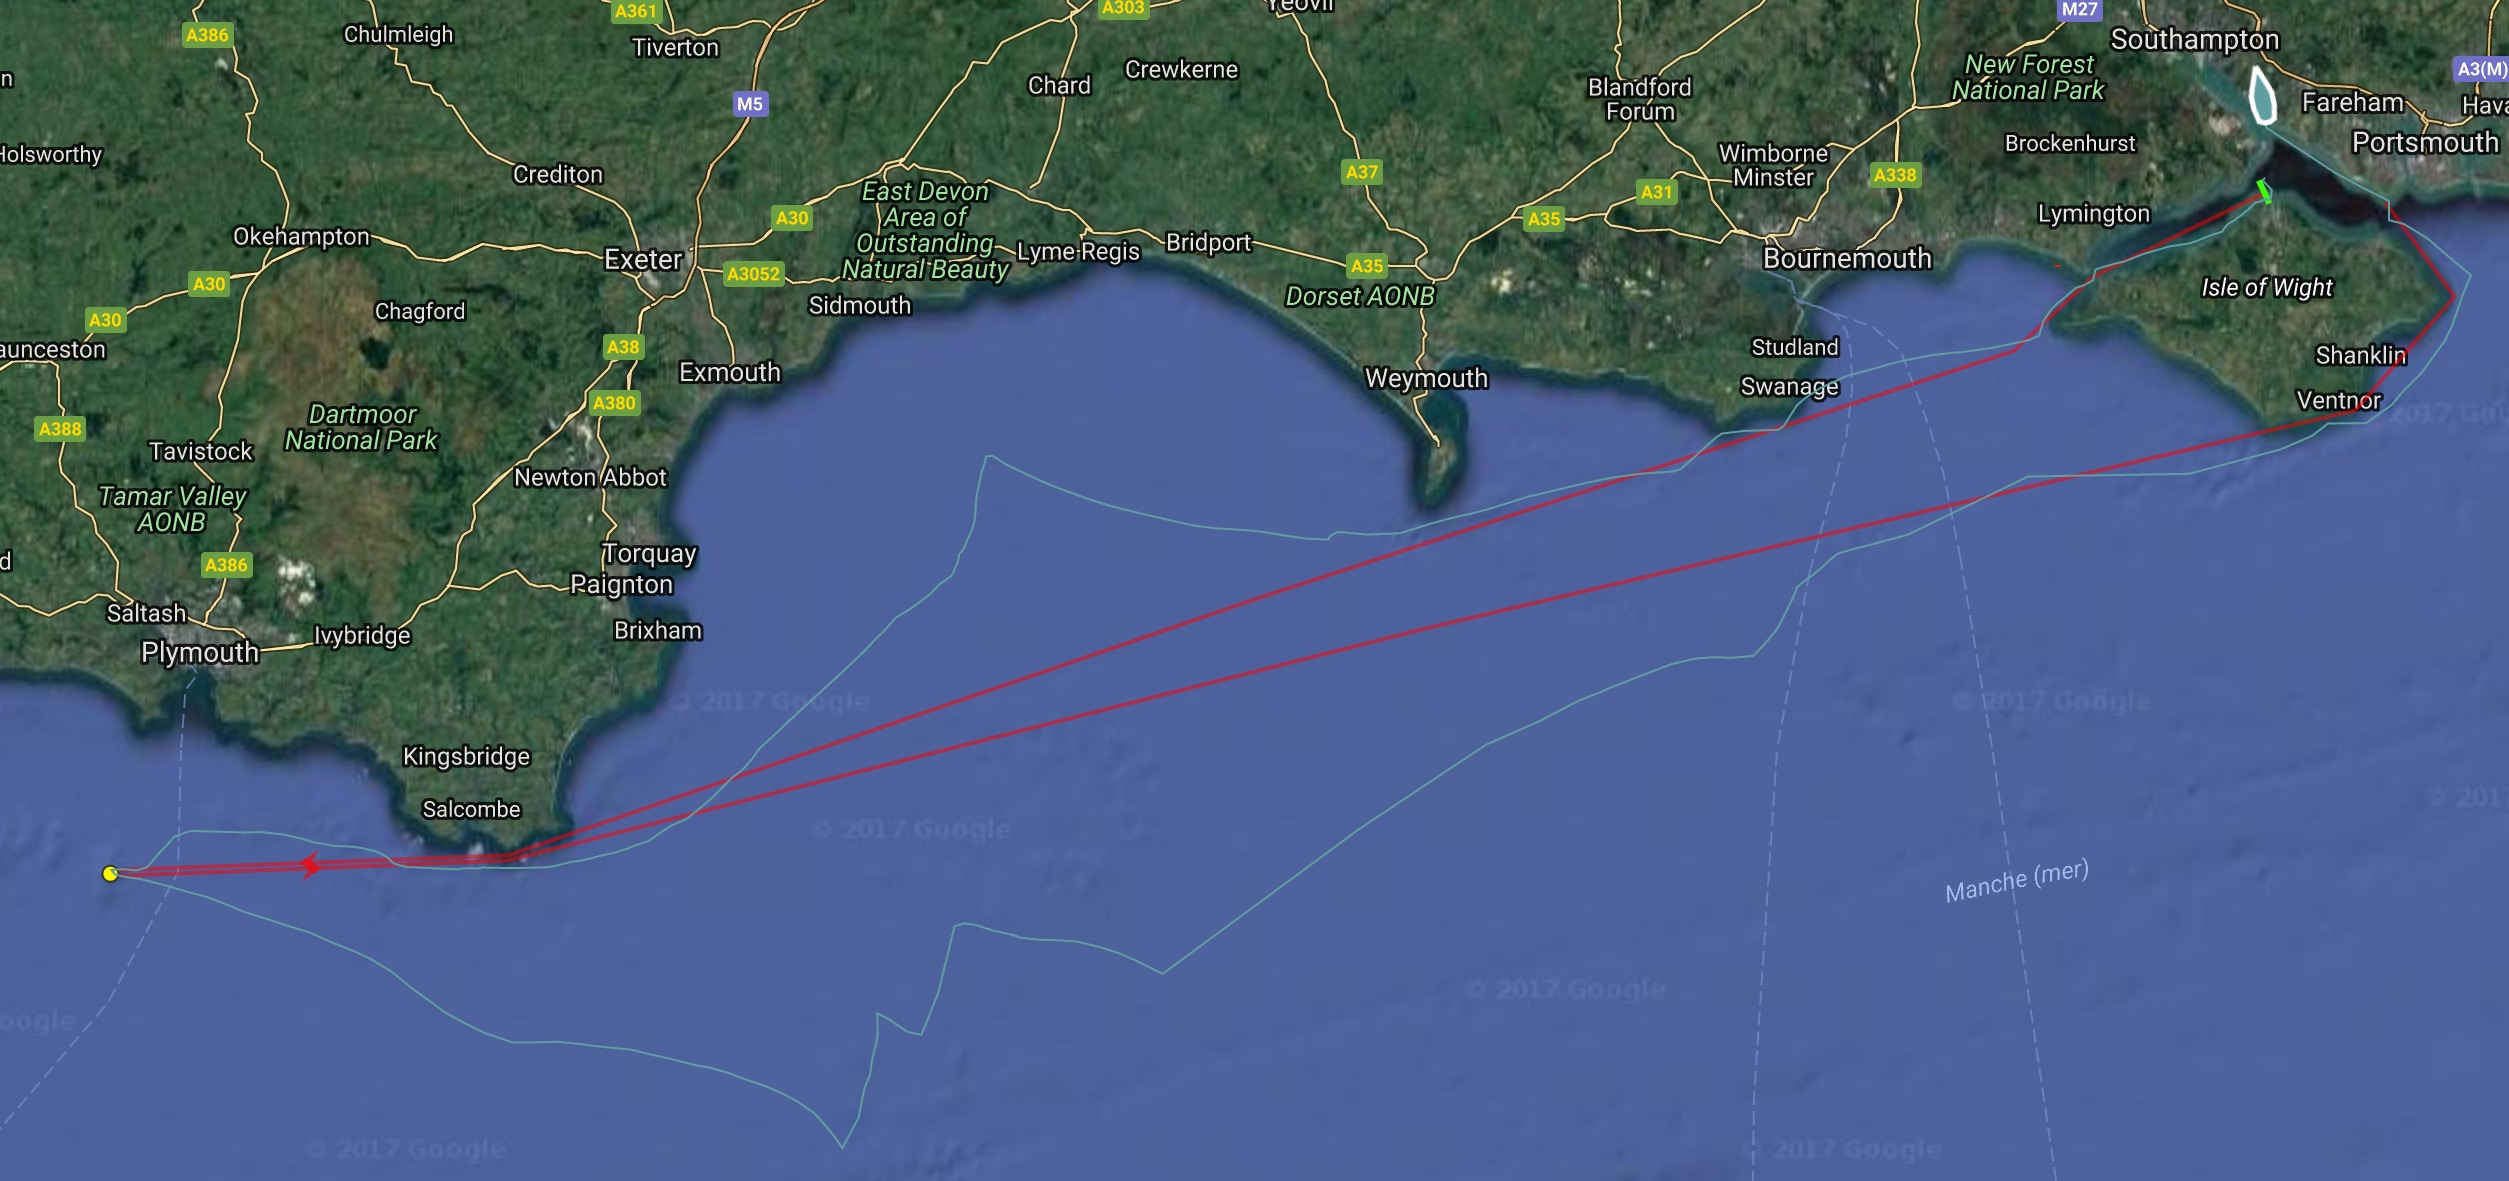 A361
A303
Yeovil
M27
A386
Chulmleigh
Tiverton
Southampton
Crewkerne
New Forest
National Park
A3(M)
n
Chard
Blandford
Forum
M5
Fareham
Hava
Holsworthy
Brockenhurst
Portsmouth
Wimborne
Minster
Crediton
A37
A338
East Devon
Area of
Outstanding
Natural Beauty
A31
A30
A35
Lymington
Okehampton
Exeter
Lyme Regis
Bridport
Bournemouth
A3052
A35
A30
Dorset AONB
Isle of Wight
Chagford
Sidmouth
A30
aunceston
A38
Studland
Shanklin
Exmouth
Weymouth
Swanage
A380
Ventnor
2017 Goo
Dartmoor
National Park
A388
Tavistock
Newton Abbot
Tamar Valley
AONB
Torquay
d
A386
Paignton
Saltash
Brixham
Ivybridge
Plymouth
© 2017 Google
© 2017 Google
Kingsbridge
© 201
Salcombe
© 2017 Google
Manche (mer)
© 2017 Google
oogle
© 2017 Google
© 2017 Google